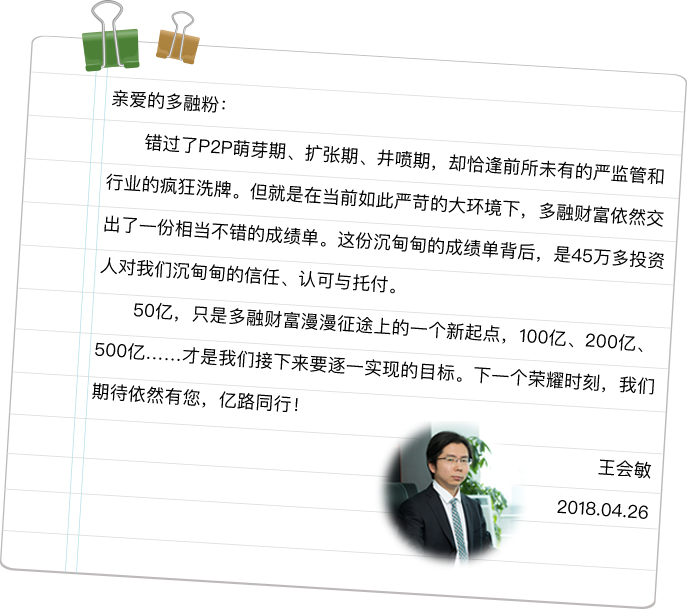 亲爱的多融粉：
错过了P2P萌芽期、扩张期、井喷期，却恰逢前所未有的严监管和
行业的疯狂洗牌。但就是在当前如此严苛的大环境下，多融财富依然交
出了一份相当不错的成绩单。这份沉甸甸的成绩单背后，是45万多投资
人对我们沉甸甸的信任、认可与托付。
50亿，只是多融财富漫漫征途上的一个新起点，100亿、200亿、
500亿……才是我们接下来要逐一实现的目标。下一个荣耀时刻，我们
期待依然有您，亿路同行！
王会敏
2018.04.26